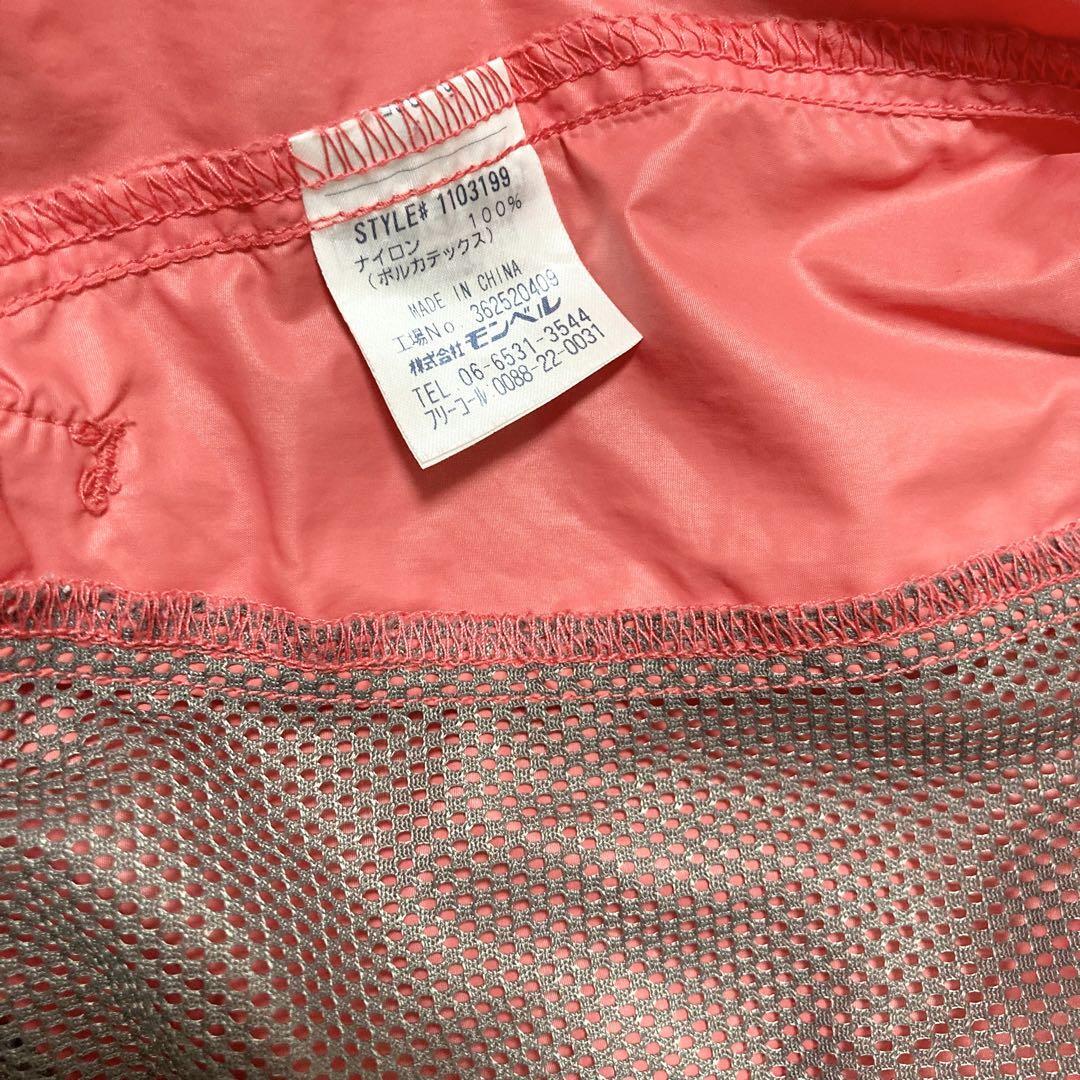 STYLE# 1103199
ナイロン 100%
(ポルカテックス)
MADE IN CHINA
工場No 362520409
株式会社 モンベル
TEL 06-6531-3544
フリーコール:0088-22-0031